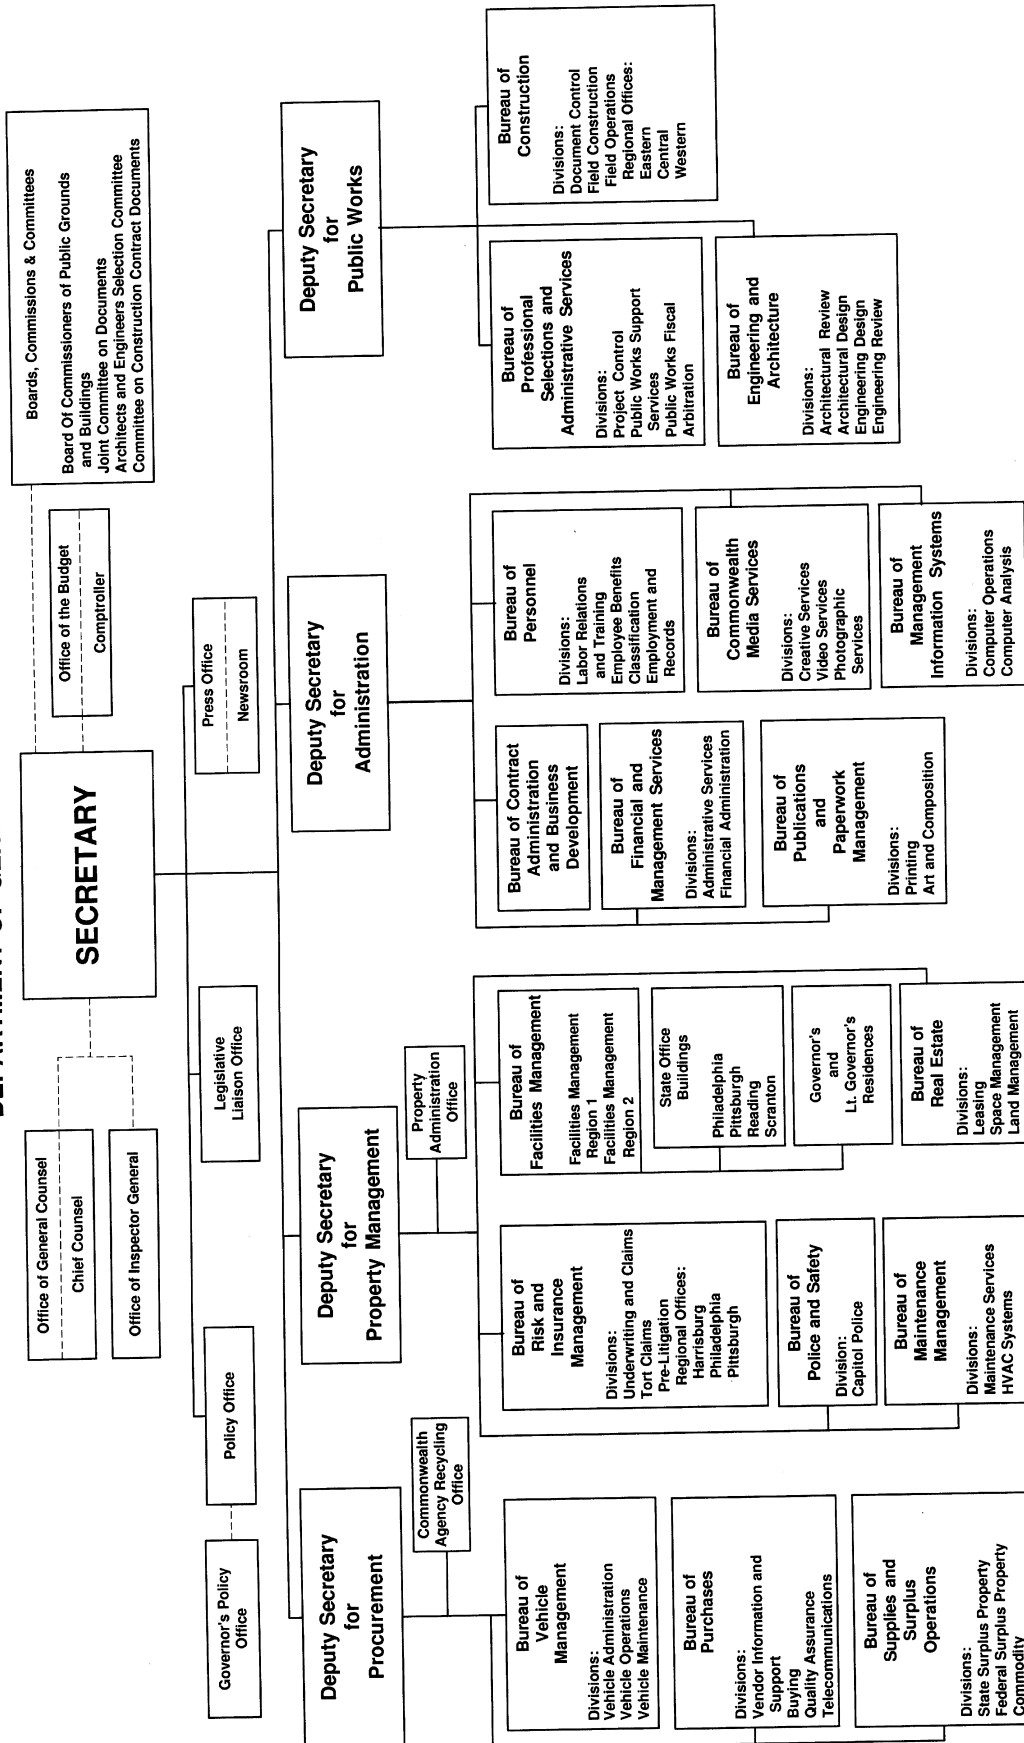 SECRETARY
Boards, Commissions & Committees
Board Of Commissioners of Public Grounds
and Buildings
Joint Committee on Documents
Architects and Engineers Selection Committee
Committee on Construction Contract Documents
Office of the Budget
Comptroller
Office of General Counsel
Chief Counsel
Office of Inspector General
Governor's Policy
Office
Policy Office
Legislative
Liaison Office
Press Office
Newsroom
Deputy Secretary
for
Procurement
Commonwealth
Agency Recycling
Office
Bureau of
Vehicle
Management
Divisions:
Vehicle Administration
Vehicle Operations
Vehicle Maintenance
Bureau of
Purchases
Divisions:
Vendor Information and
Support
Buying
Quality Assurance
Telecommunications
Bureau of
Supplies and
Surplus
Operations
Divisions:
State Surplus Property
Federal Surplus Property
Commodity
Deputy Secretary
for
Property Management
Property
Administration
Office
Bureau of
Risk and
Insurance
Management
Divisions:
Underwriting and Claims
Tort Claims
Pre-Litigation
Regional Offices:
Harrisburg
Philadelphia
Pittsburgh
Bureau of
Police and Safety
Division:
Capitol Police
Bureau of
Maintenance
Management
Divisions:
Maintenance Services
HVAC Systems
Bureau of
Facilities Management
Facilities Management
Region 1
Facilities Management
Region 2
State Office
Buildings
Philadelphia
Pittsburgh
Reading
Scranton
Governor's
and
Lt. Governor's
Residences
Bureau of
Real Estate
Divisions:
Leasing
Space Management
Land Management
Deputy Secretary
for
Administration
Bureau of Contract
Administration
and Business
Development
Bureau of
Financial and
Management Services
Divisions:
Administrative Services
Financial Administration
Bureau of
Publications
and
Paperwork
Management
Divisions:
Printing
Art and Composition
Bureau of
Personnel
Divisions:
Labor Relations
and Training
Employee Benefits
Classification
Employment and
Records
Bureau of
Commonwealth
Media Services
Divisions:
Creative Services
Video Services
Photographic
Services
Bureau of
Management
Information Systems
Divisions:
Computer Operations
Computer Analysis
Deputy Secretary
for
Public Works
Bureau of
Professional
Selections and
Administrative Services
Divisions:
Project Control
Public Works Support
Services
Public Works Fiscal
Arbitration
Bureau of
Engineering and
Architecture
Divisions:
Architectural Review
Architectural Design
Engineering Design
Engineering Review
Bureau of
Construction
Divisions:
Document Control
Field Construction
Field Operations
Regional Offices:
Eastern
Central
Western